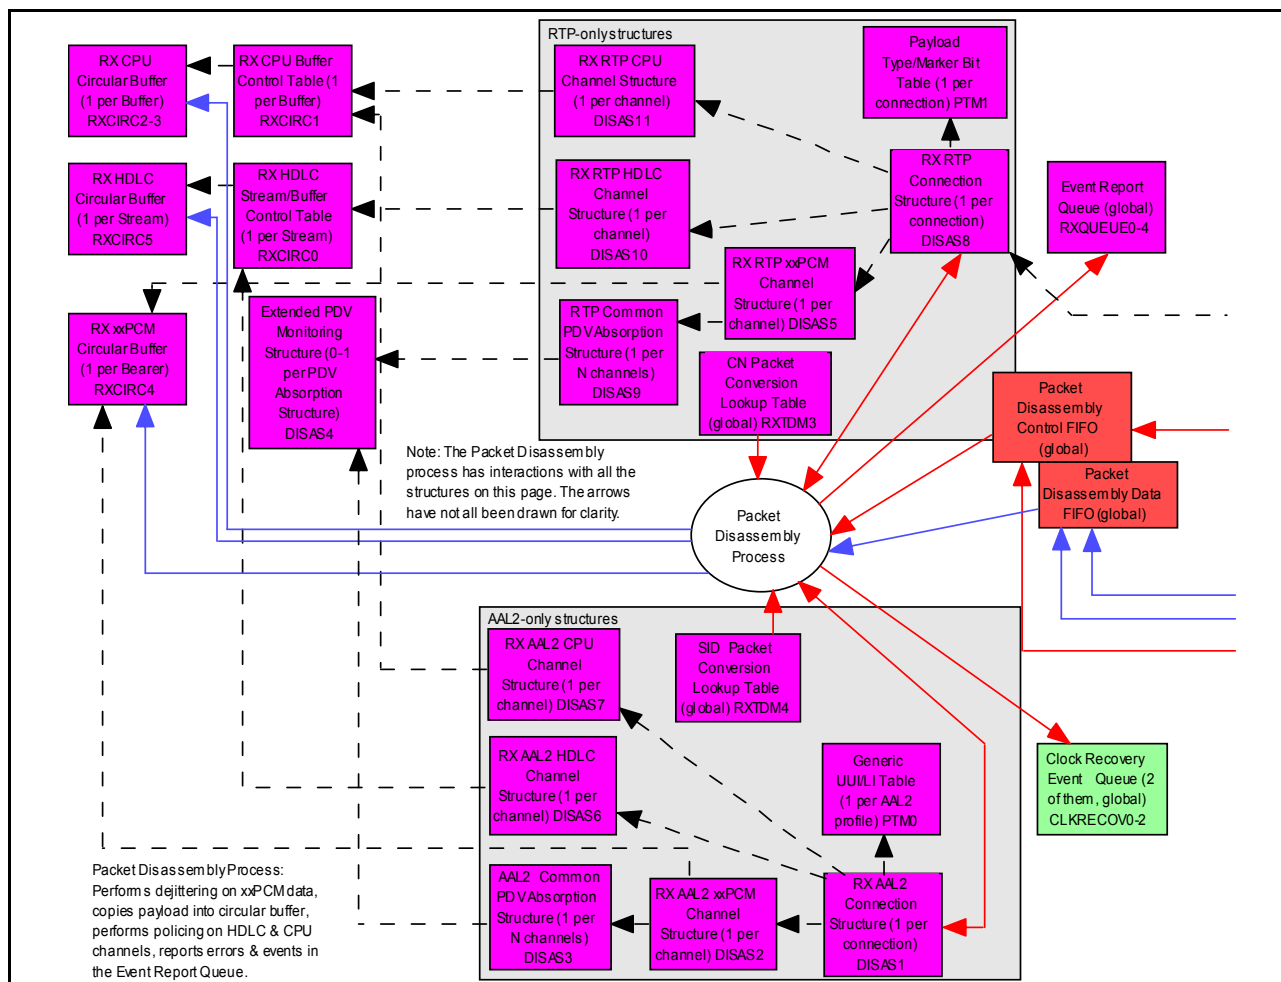 RTP-only structures
RX CPU
Circular Buffer
(1 per Buffer)
RXCIRC2-3
RX CPU Buffer
Control Table (1
per Buffer)
RXCIRC1
RX RTP CPU
Channel Structure
(1 per channel)
DISAS11
Payload
Type/Marker Bit
Table (1 per
connection) PTM1
RX HDLC
Circular Buffer
(1 per Stream)
RXCIRC5
RX HDLC
Stream/Buffer
Control Table
(1 per Stream)
RXCIRC0
RX RTP HDLC
Channel
Structure (1 per
channel)
DISAS10
RX RTP
Connection
Structure (1 per
connection)
DISAS8
Event Report
Queue (global)
RXQUEUE0-4
RX RTP xxPCM
Channel
Structure (1 per
channel) DISAS5
RX xxPCM
Circular Buffer
(1 per Bearer)
RXCIRC4
Extended PDV
Monitoring
Structure (0-1
per PDV
Absorption
Structure)
DISAS4
RTP Common
PDV Absorption
Structure (1 per
N channels)
DISAS9
CN Packet
Conversion
Lookup Table
(global) RXTDM3
Packet
Disassembly
Control FIFO
(global)
Packet
Disassembly Data
FIFO (global)
Note: The Packet Disassembly
process has interactions with all the
structures on this page. The arrows
have not all been drawn for clarity.
Packet
Disassembly
Process
AAL2-only structures
RX AAL2 CPU
Channel
Structure (1 per
channel) DISAS7
SID Packet
Conversion
Lookup Table
(global) RXTDM4
RX AAL2 HDLC
Channel
Structure (1 per
channel) DISAS6
Generic
UUI/LI Table
(1 per AAL2
profile) PTM0
Clock Recovery
Event Queue (2
of them, global)
CLKRECOV0-2
AAL2 Common
PDV Absorption
Structure (1 per
N channels)
DISAS3
RX AAL2 xxPCM
Channel
Structure (1 per
channel) DISAS2
RX AAL2
Connection
Structure (1 per
connection)
DISAS1
Packet Disassembly Process:
Performs dejittering on xxPCM data,
copies payload into circular buffer,
performs policing on HDLC & CPU
channels, reports errors & events in
the Event Report Queue.